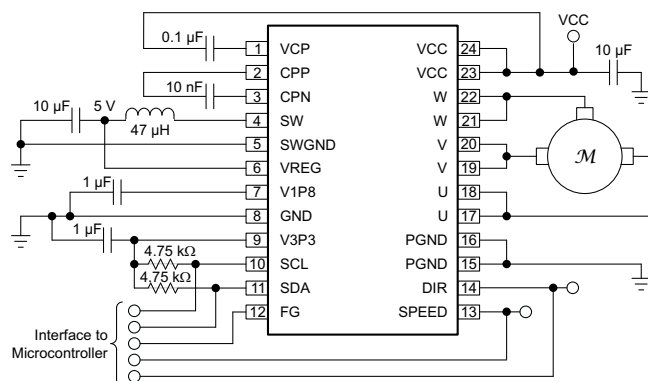 VCC
0.1 µF
10 µF
1 VCP VCC 24
2 CPP VCC 23
10 nF
3 CPN W 22
10 µF
5 V
47 µH
4 SW W 21
5 SWGND V 20
6 VREG V 19
M
1 µF
7 V1P8 U 18
8 GND U 17
1 µF
9 V3P3 PGND 16
4.75 kΩ
10 SCL PGND 15
4.75 kΩ
11 SDA DIR 14
12 FG SPEED 13
Interface to
Microcontroller